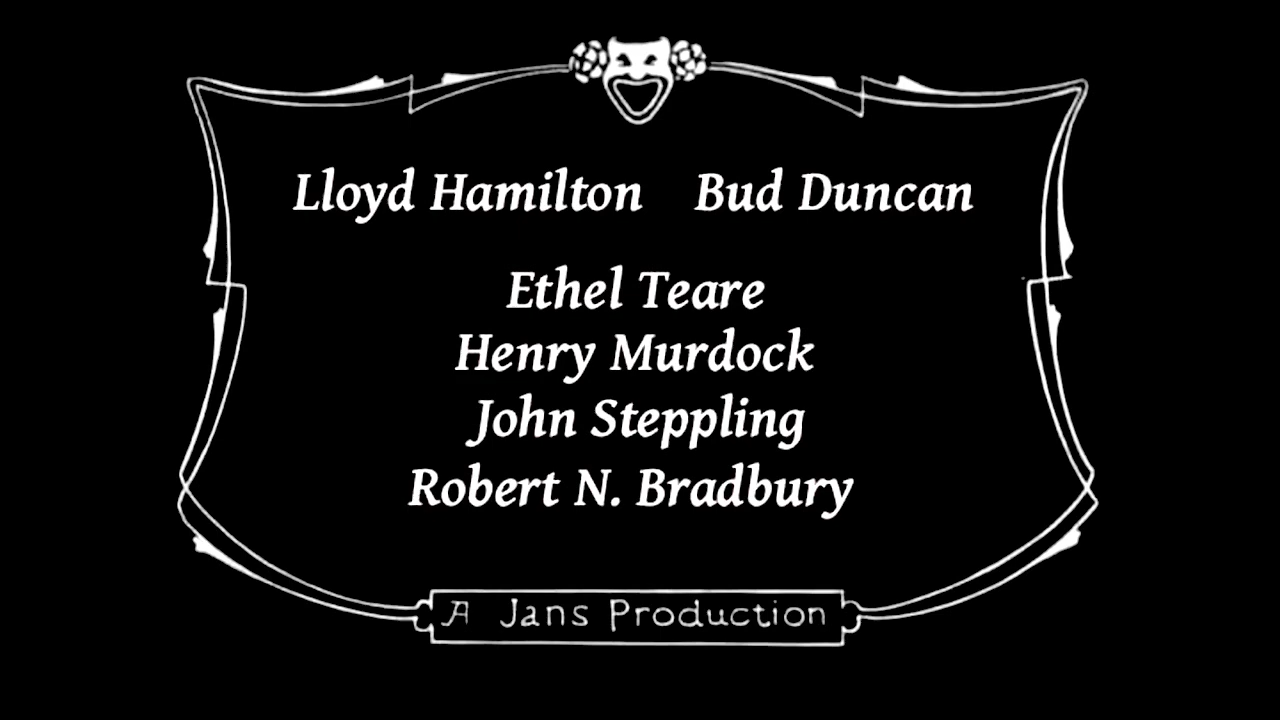 Lloyd Hamilton Bud Duncan
Ethel Teare
Henry Murdock
John Steppling
Robert N. Bradbury
A Jans Production